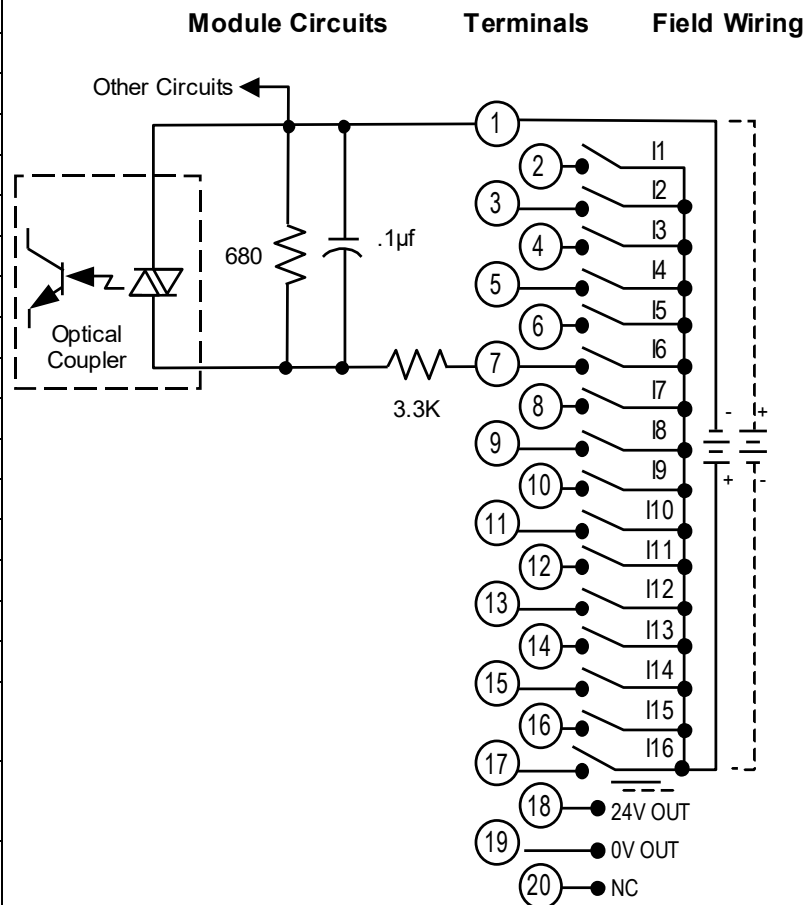 Module Circuits Terminals Field Wiring
Other Circuits
1
2 I1
3 I2
4 I3
5 I4
6 I5
7 I6
8 I7
9 I8
10 I9
11 I10
12 I11
13 I12
14 I13
15 I14
16 I15
17 I16
18 24V OUT
19 0V OUT
20 NC
680
.1µf
Optical
Coupler
3.3K
- +
+ -